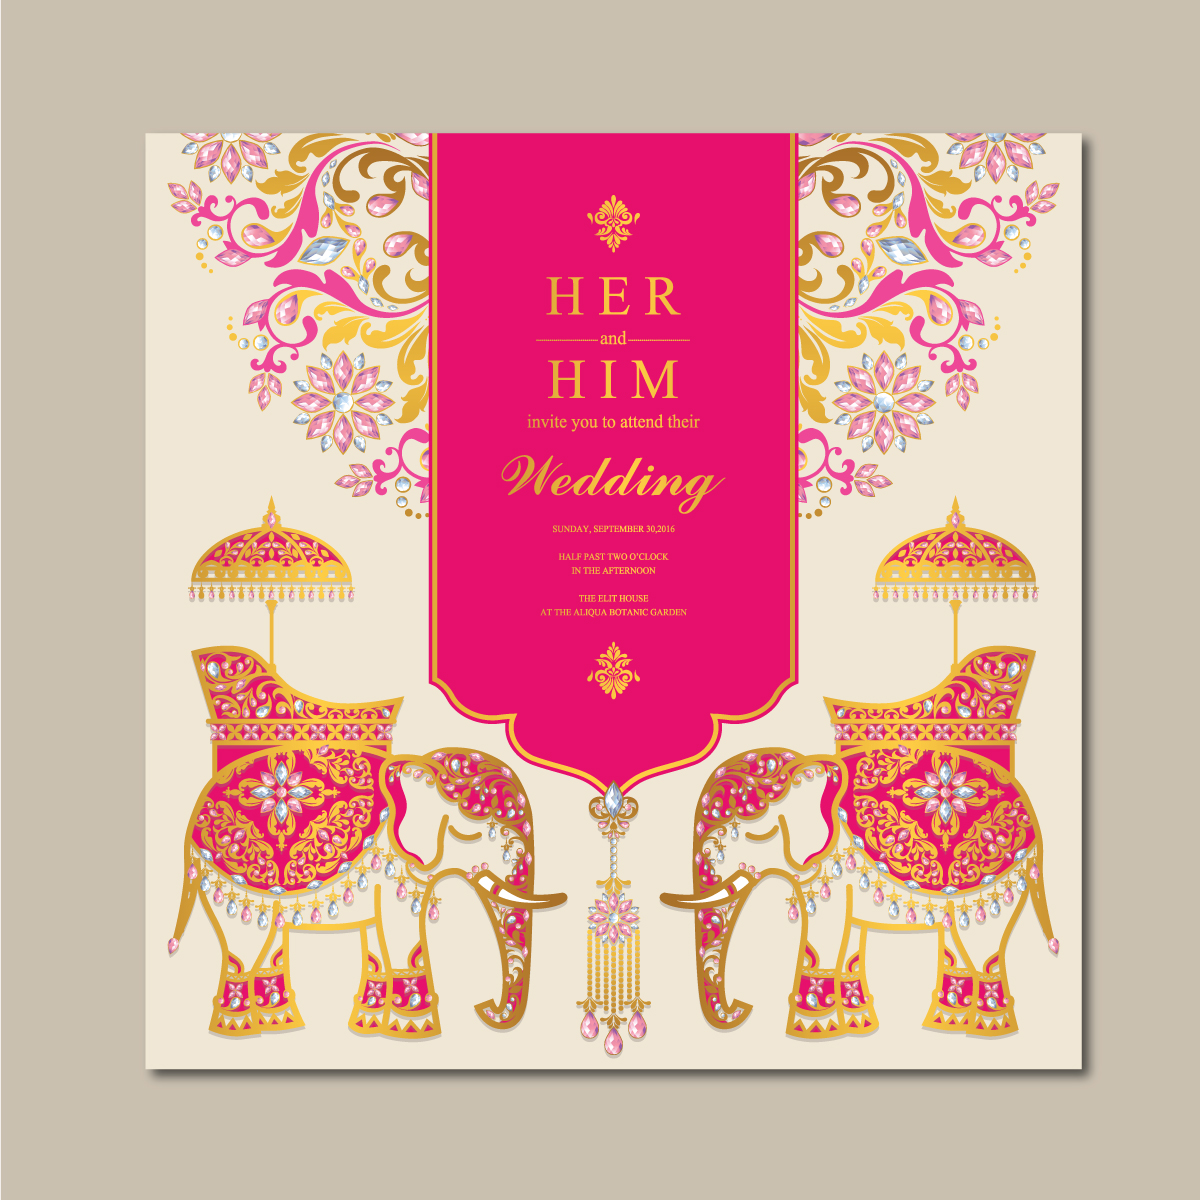 HER
and
HIM
invite you to attend their
Wedding
SUNDAY, SEPTEMBER 30,2016
HALF PAST TWO O'CLOCK
IN THE AFTERNOON
THE ELIT HOUSE
AT THE ALIQUA BOTANIC GARDEN